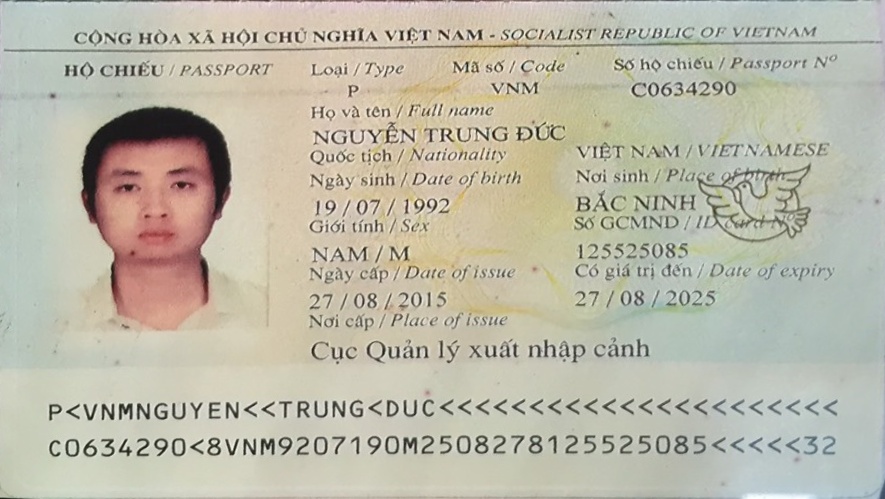 CỘNG HÒA XÃ HỘI CHỦ NGHĨA VIỆT NAM - SOCIALIST REPUBLIC OF VIETNAM
HỘ CHIẾU / PASSPORT Loại / Type Mã số / Code Số hộ chiếu / Passport Nº
P VNM C0634290
Họ và tên / Full name
NGUYỄN TRUNG ĐỨC
Quốc tịch / Nationality VIỆT NAM / VIETNAMESE
Ngày sinh / Date of birth Nơi sinh / Place of birth
19 / 07 / 1992 BẮC NINH
Giới tính / Sex Số GCMND / ID card Nº
NAM / M 125525085
Ngày cấp / Date of issue Có giá trị đến / Date of expiry
27 / 08 / 2015 27 / 08 / 2025
Nơi cấp / Place of issue
Cục Quản lý xuất nhập cảnh
P<VNMNGUYEN<<TRUNG<DUC<<<<<<<<<<<<<<<<<<<<<<
C0634290<8VNM9207190M2508278125525085<<<<<32